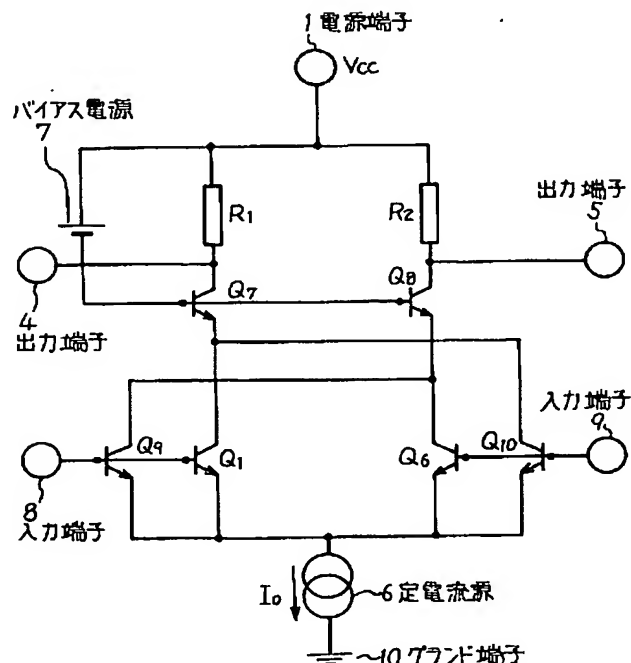 1 電源端子
Vcc
バイアス電源
7
R1
R2
出力端子
5
Q7
Q8
4
出力端子
入力端子
9
Q9
Q1
Q6
Q10
8
入力端子
I0
6 定電流源
10 グランド端子